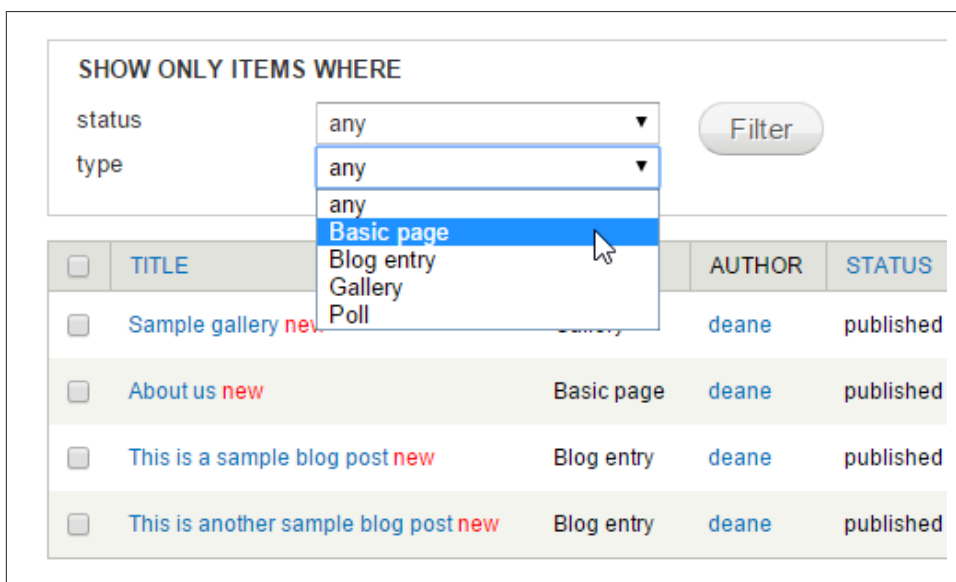 SHOW ONLY ITEMS WHERE
status any Filter
type any
any
Basic page
Blog entry
Gallery
Poll
TITLE AUTHOR STATUS
Sample gallery new deane published
About us new Basic page deane published
This is a sample blog post new Blog entry deane published
This is another sample blog post new Blog entry deane published